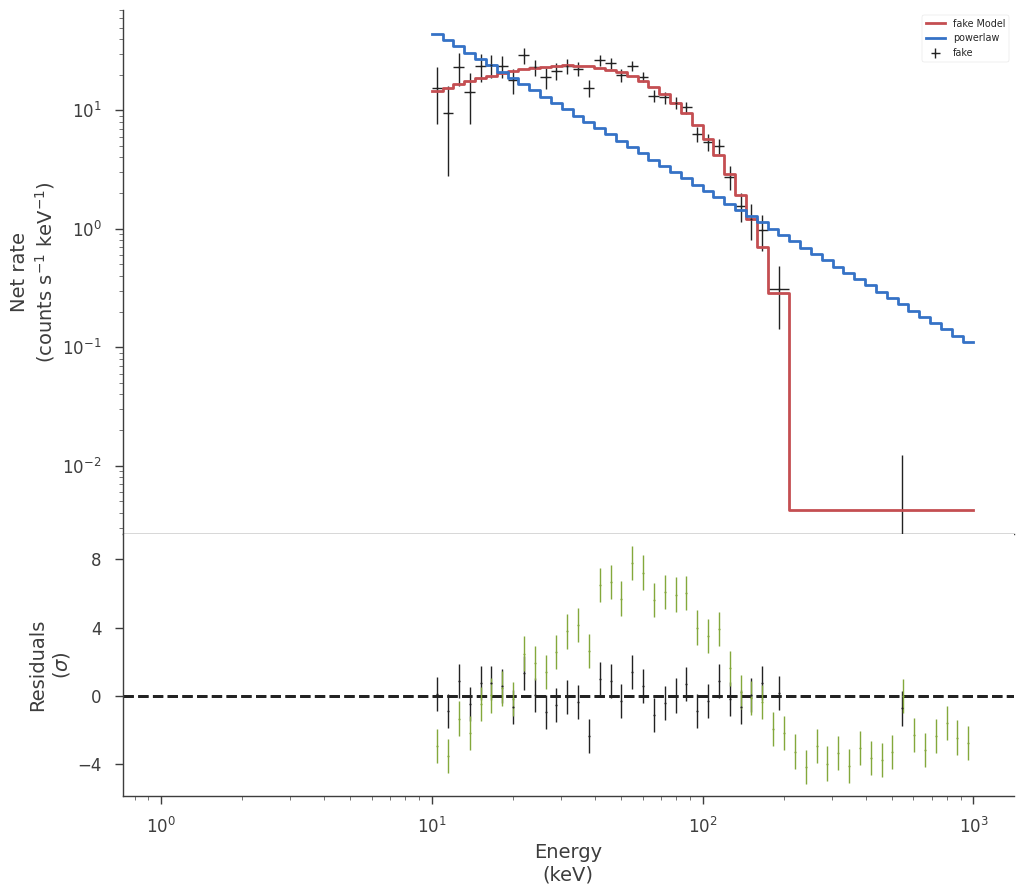 fake Model
powerlaw
fake
Net rate
(counts s⁻¹ keV⁻¹)
10¹
10⁰
10⁻¹
10⁻²
Residuals
(σ)
8
4
0
−4
10⁰ 10¹ 10² 10³
Energy
(keV)